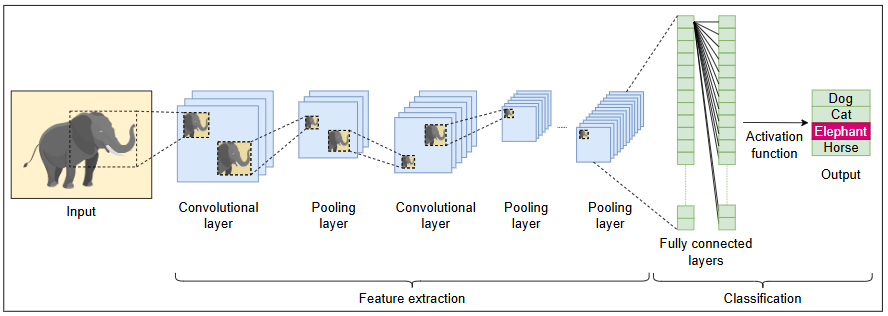 Input
Convolutional
layer
Pooling
layer
Convolutional
layer
Pooling
layer
Pooling
layer
Fully connected
layers
Activation
function
Dog
Cat
Elephant
Horse
Output
Feature extraction
Classification